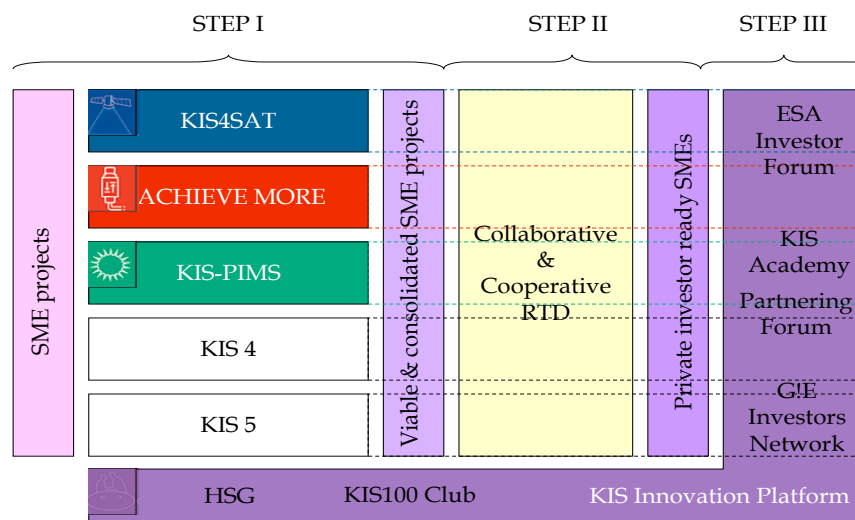 STEP I
STEP II
STEP III
SME projects
KIS4SAT
ACHIEVE MORE
KIS-PIMS
KIS 4
KIS 5
Viable & consolidated SME projects
Collaborative
&
Cooperative
RTD
Private investor ready SMEs
ESA
Investor
Forum
KIS
Academy
Partnering
Forum
G!E
Investors
Network
HSG
KIS100 Club
KIS Innovation Platform